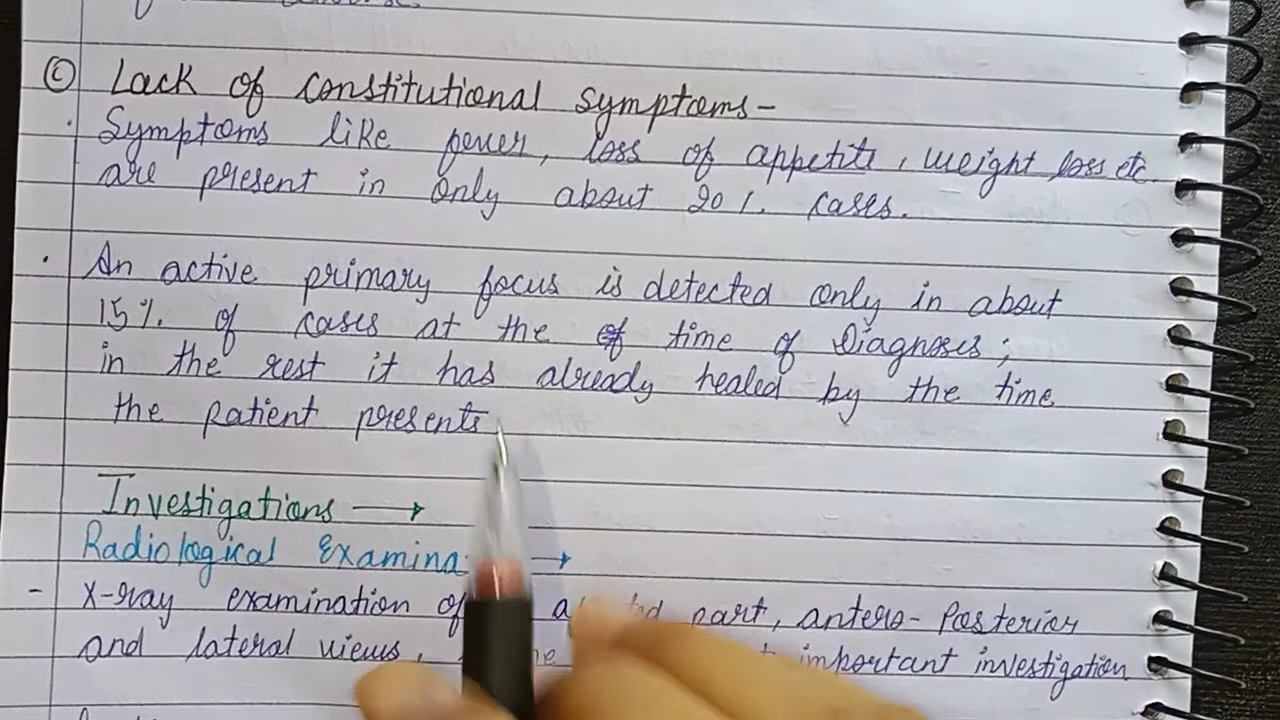 © Lack of constitutional symptoms -
· Symptoms like fever, loss of appetite, weight loss etc.
are present in only about 20%. cases.
· An active primary focus is detected only in about
15%. of cases at the of time of Diagnoses;
in the rest it has already healed by the time
the patient presents
Investigations →
Radiological Examina →
- X-ray examination of part, antero-Posterior
and lateral views, important investigation